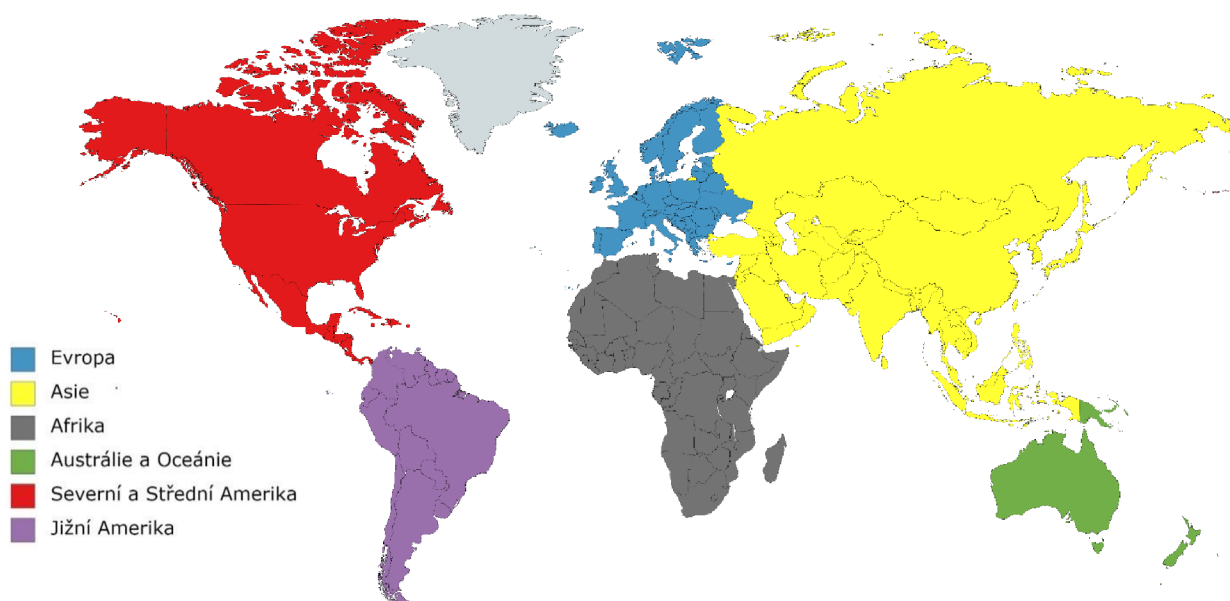 Evropa
Asie
Afrika
Austrálie a Oceánie
Severní a Střední Amerika
Jižní Amerika